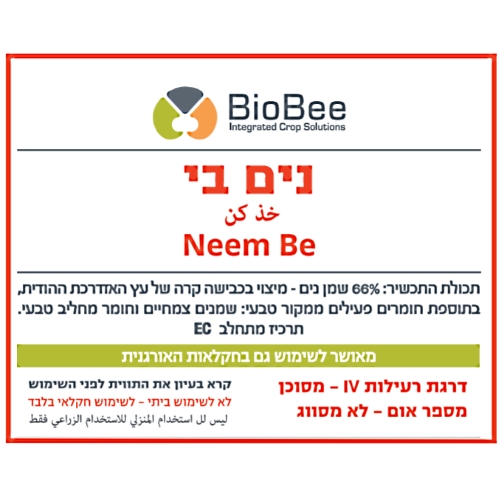 BioBee
Integrated Crop Solutions
נים בי
خذ كن
Neem Be
תכולת התכשיר: 66% שמן נים - מיצוי בכבישה קרה של עץ האזדרכת ההודית,
בתוספת חומרים פעילים ממקור טבעי: שמנים צמחיים וחומר מחליב טבעי.
תרכיז מתחלב EC
מאושר לשימוש גם בחקלאות האורגנית
דרגת רעילות IV – מסוכן
מספר אום – לא מסווג
קרא בעיון את התווית לפני השימוש
לא לשימוש ביתי - לשימוש חקלאי בלבד
ليس لل استخدام المنزلي للاستخدام الزراعي فقط